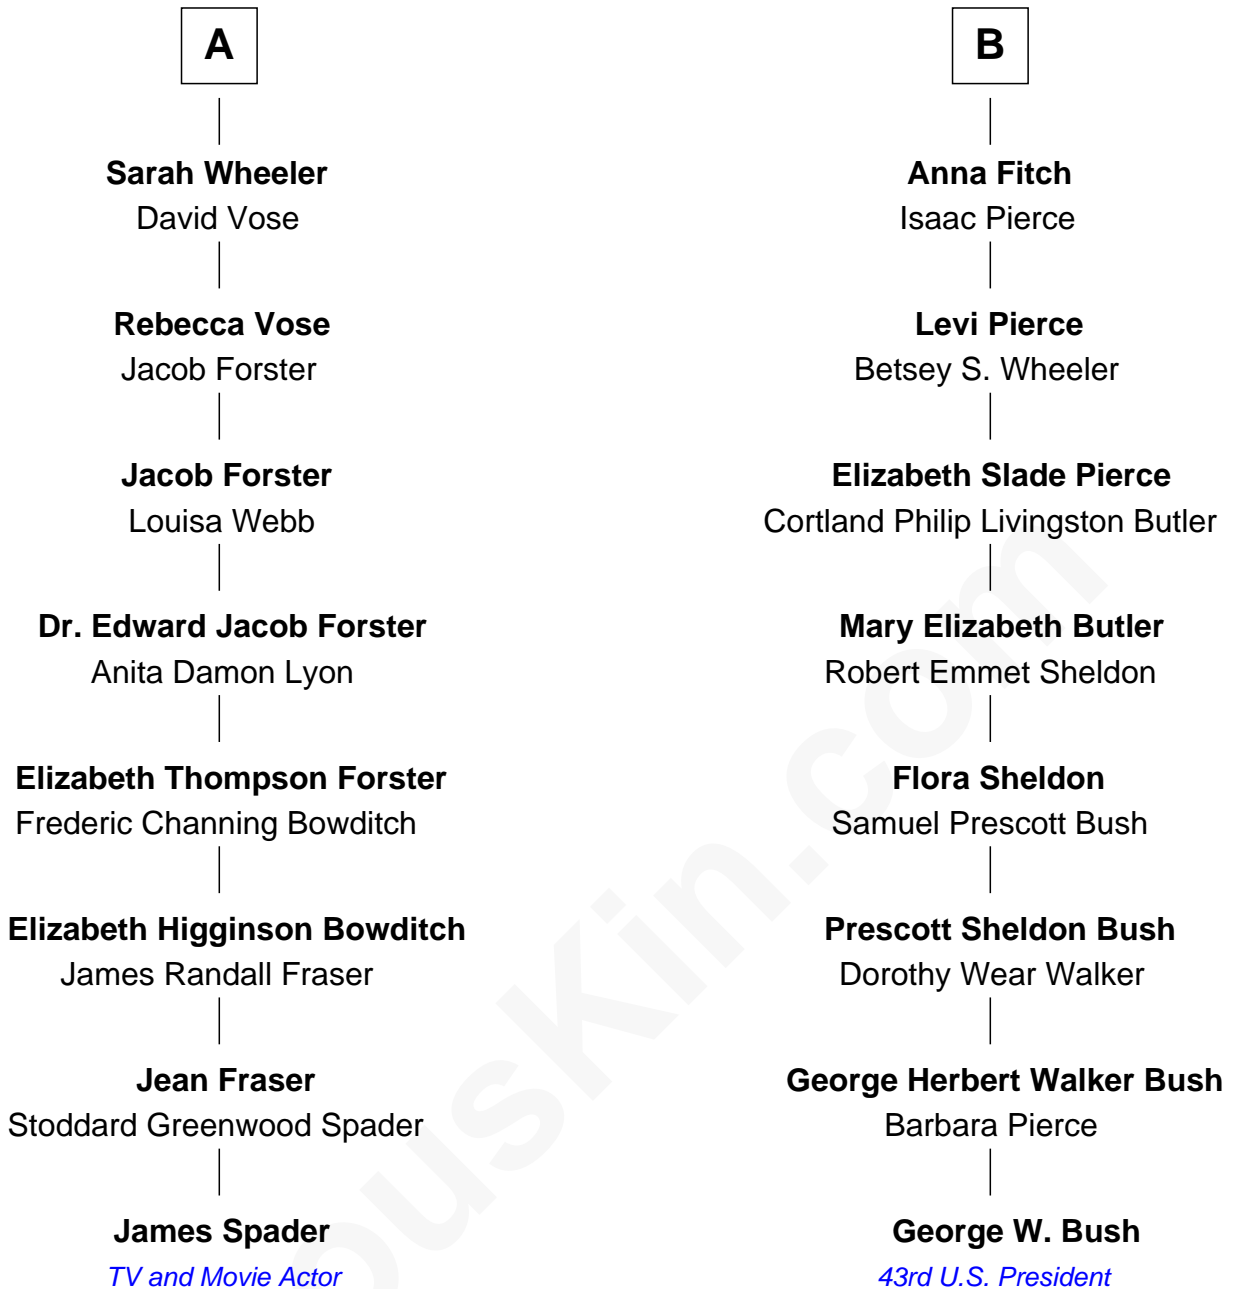 A
Sarah Wheeler
David Vose
Rebecca Vose
Jacob Forster
Jacob Forster
Louisa Webb
Dr. Edward Jacob Forster
Anita Damon Lyon
Elizabeth Thompson Forster
Frederic Channing Bowditch
Elizabeth Higginson Bowditch
James Randall Fraser
Jean Fraser
Stoddard Greenwood Spader
James Spader
TV and Movie Actor
B
Anna Fitch
Isaac Pierce
Levi Pierce
Betsey S. Wheeler
Elizabeth Slade Pierce
Cortland Philip Livingston Butler
Mary Elizabeth Butler
Robert Emmet Sheldon
Flora Sheldon
Samuel Prescott Bush
Prescott Sheldon Bush
Dorothy Wear Walker
George Herbert Walker Bush
Barbara Pierce
George W. Bush
43rd U.S. President
ousKin.com